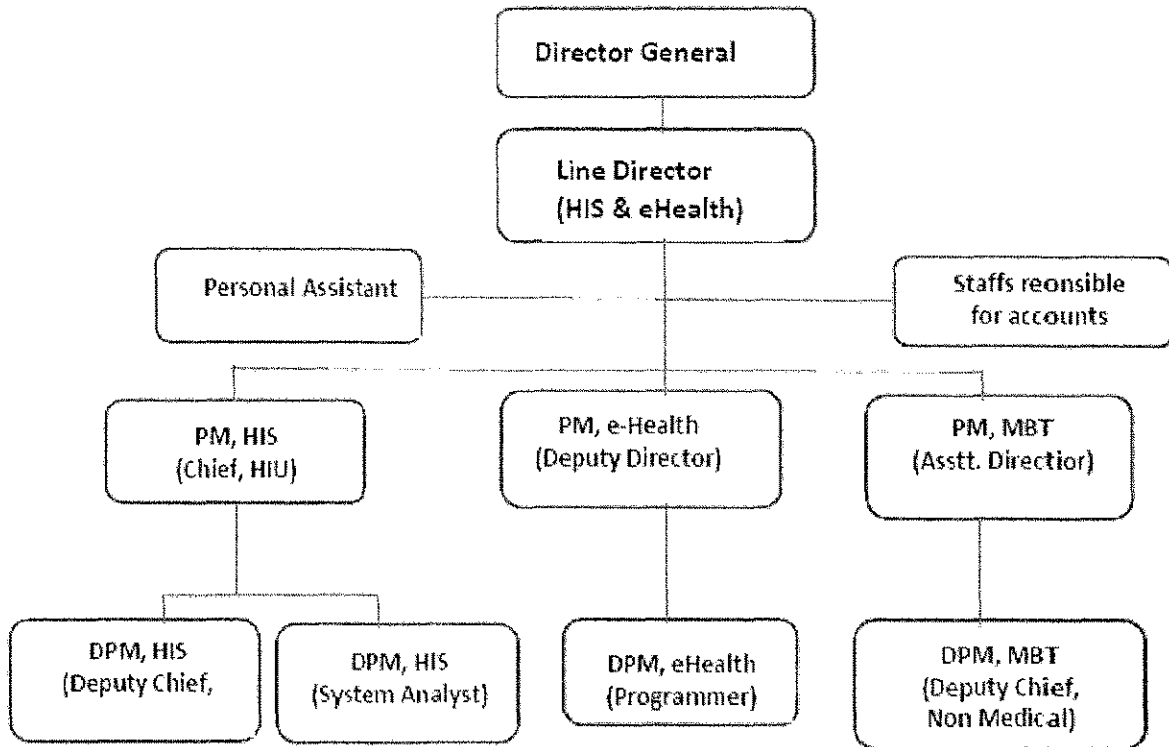 Director General
Line Director
(HIS & eHealth)
Personal Assistant
Staffs reonsible
for accounts
PM, HIS
(Chief, HIU)
PM, e-Health
(Deputy Director)
PM, MBT
(Asstt. Directior)
DPM, HIS
(Deputy Chief,
DPM, HIS
(System Analyst)
DPM, eHealth
(Programmer)
DPM, MBT
(Deputy Chief,
Non Medical)